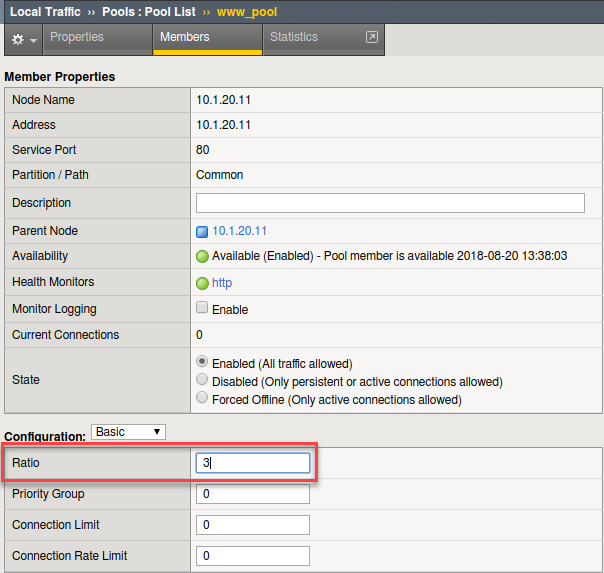 Local Traffic ›› Pools : Pool List ›› www_pool
Properties Members Statistics
Member Properties
Node Name 10.1.20.11
Address 10.1.20.11
Service Port 80
Partition / Path Common
Description
Parent Node 10.1.20.11
Availability Available (Enabled) - Pool member is available 2018-08-20 13:38:03
Health Monitors http
Monitor Logging Enable
Current Connections 0
Enabled (All traffic allowed)
State Disabled (Only persistent or active connections allowed)
Forced Offline (Only active connections allowed)
Configuration: Basic
Ratio 3
Priority Group 0
Connection Limit 0
Connection Rate Limit 0